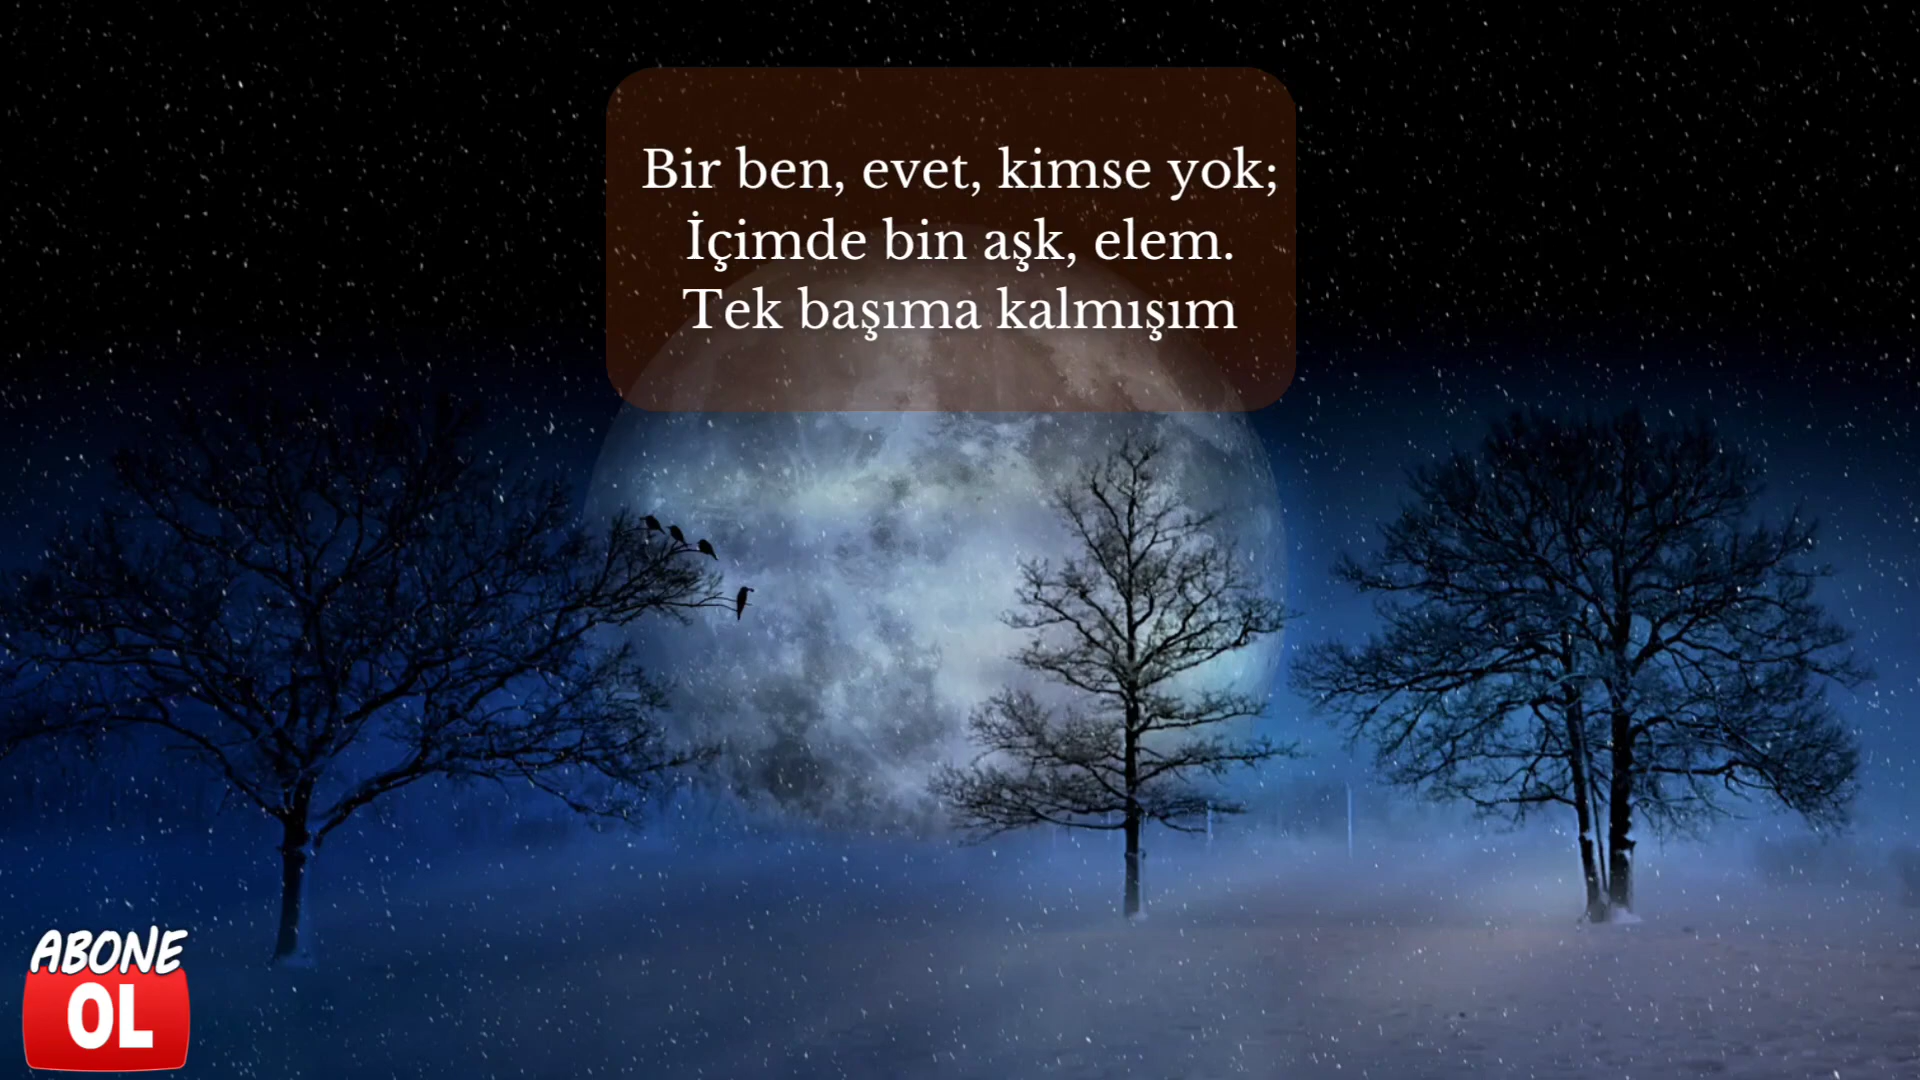 Bir ben, evet, kimse yok;
İçimde bin aşk, elem.
Tek başıma kalmışım
ABONE
OL